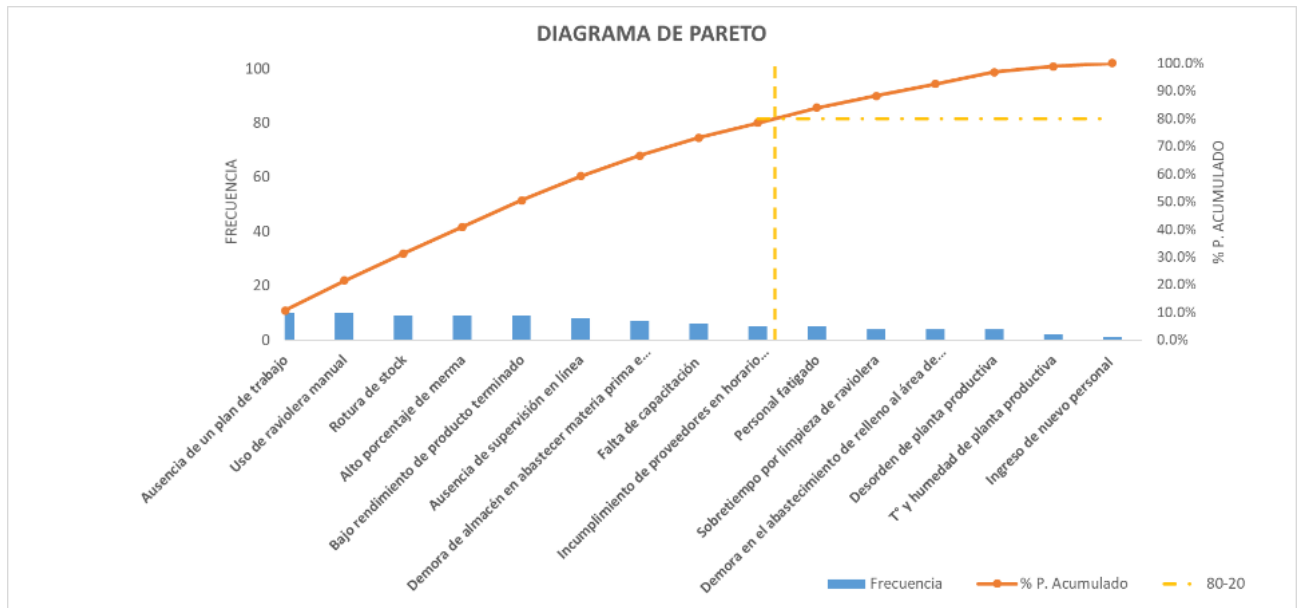 DIAGRAMA DE PARETO
FRECUENCIA
100
80
60
40
20
0
100.0%
90.0%
80.0%
70.0%
60.0%
50.0%
40.0%
30.0%
20.0%
10.0%
0.0%
% P. ACUMULADO
Ausencia de un plan de trabajo
Uso de raviolera manual
Rotura de stock
Alto porcentaje de merma
Bajo rendimiento de producto terminado
Ausencia de supervisión en línea
Demora de almacén en abastecer materia prima e...
Falta de capacitación
Incumplimiento de proveedores en horario...
Personal fatigado
Sobretiempo por limpieza de raviolera
Demora en el abastecimiento de relleno al área de...
Desorden de planta productiva
T° y humedad de planta productiva
Ingreso de nuevo personal
Frecuencia
% P. Acumulado
80-20